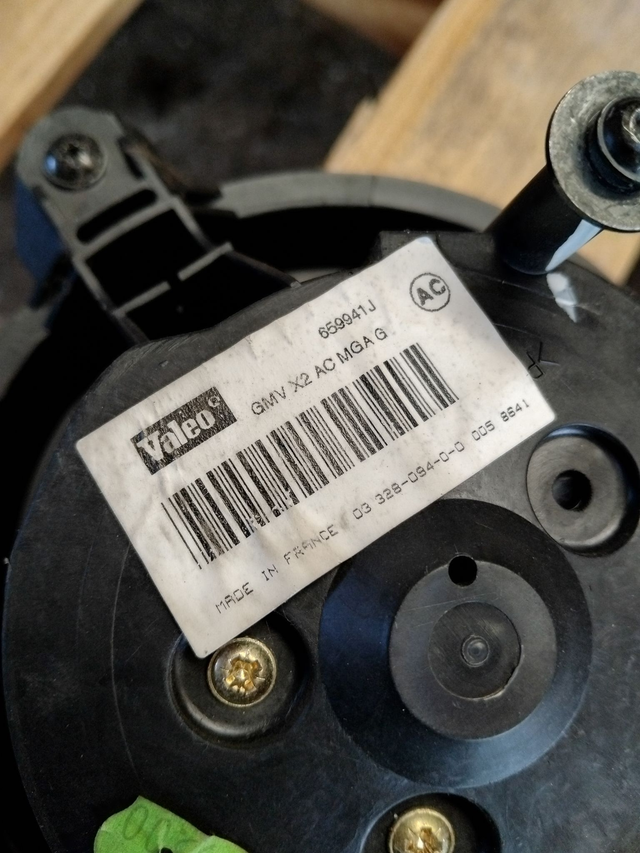 659941J
AC
Valeo
GMV X2 AC MGA G
MADE IN FRANCE 03 328-094-0-0 005 8641